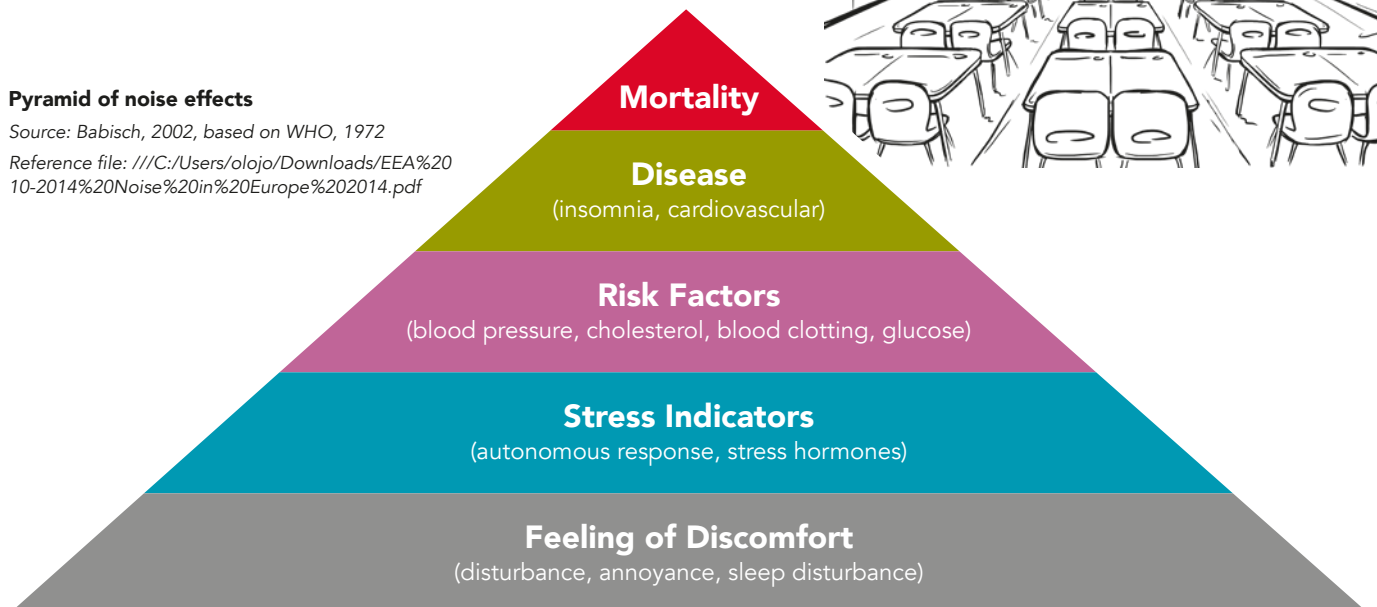 Pyramid of noise effects
Source: Babisch, 2002, based on WHO, 1972
Reference file: ///C:/Users/olojo/Downloads/EEA%20
10-2014%20Noise%20in%20Europe%202014.pdf
Mortality
Disease
(insomnia, cardiovascular)
Risk Factors
(blood pressure, cholesterol, blood clotting, glucose)
Stress Indicators
(autonomous response, stress hormones)
Feeling of Discomfort
(disturbance, annoyance, sleep disturbance)